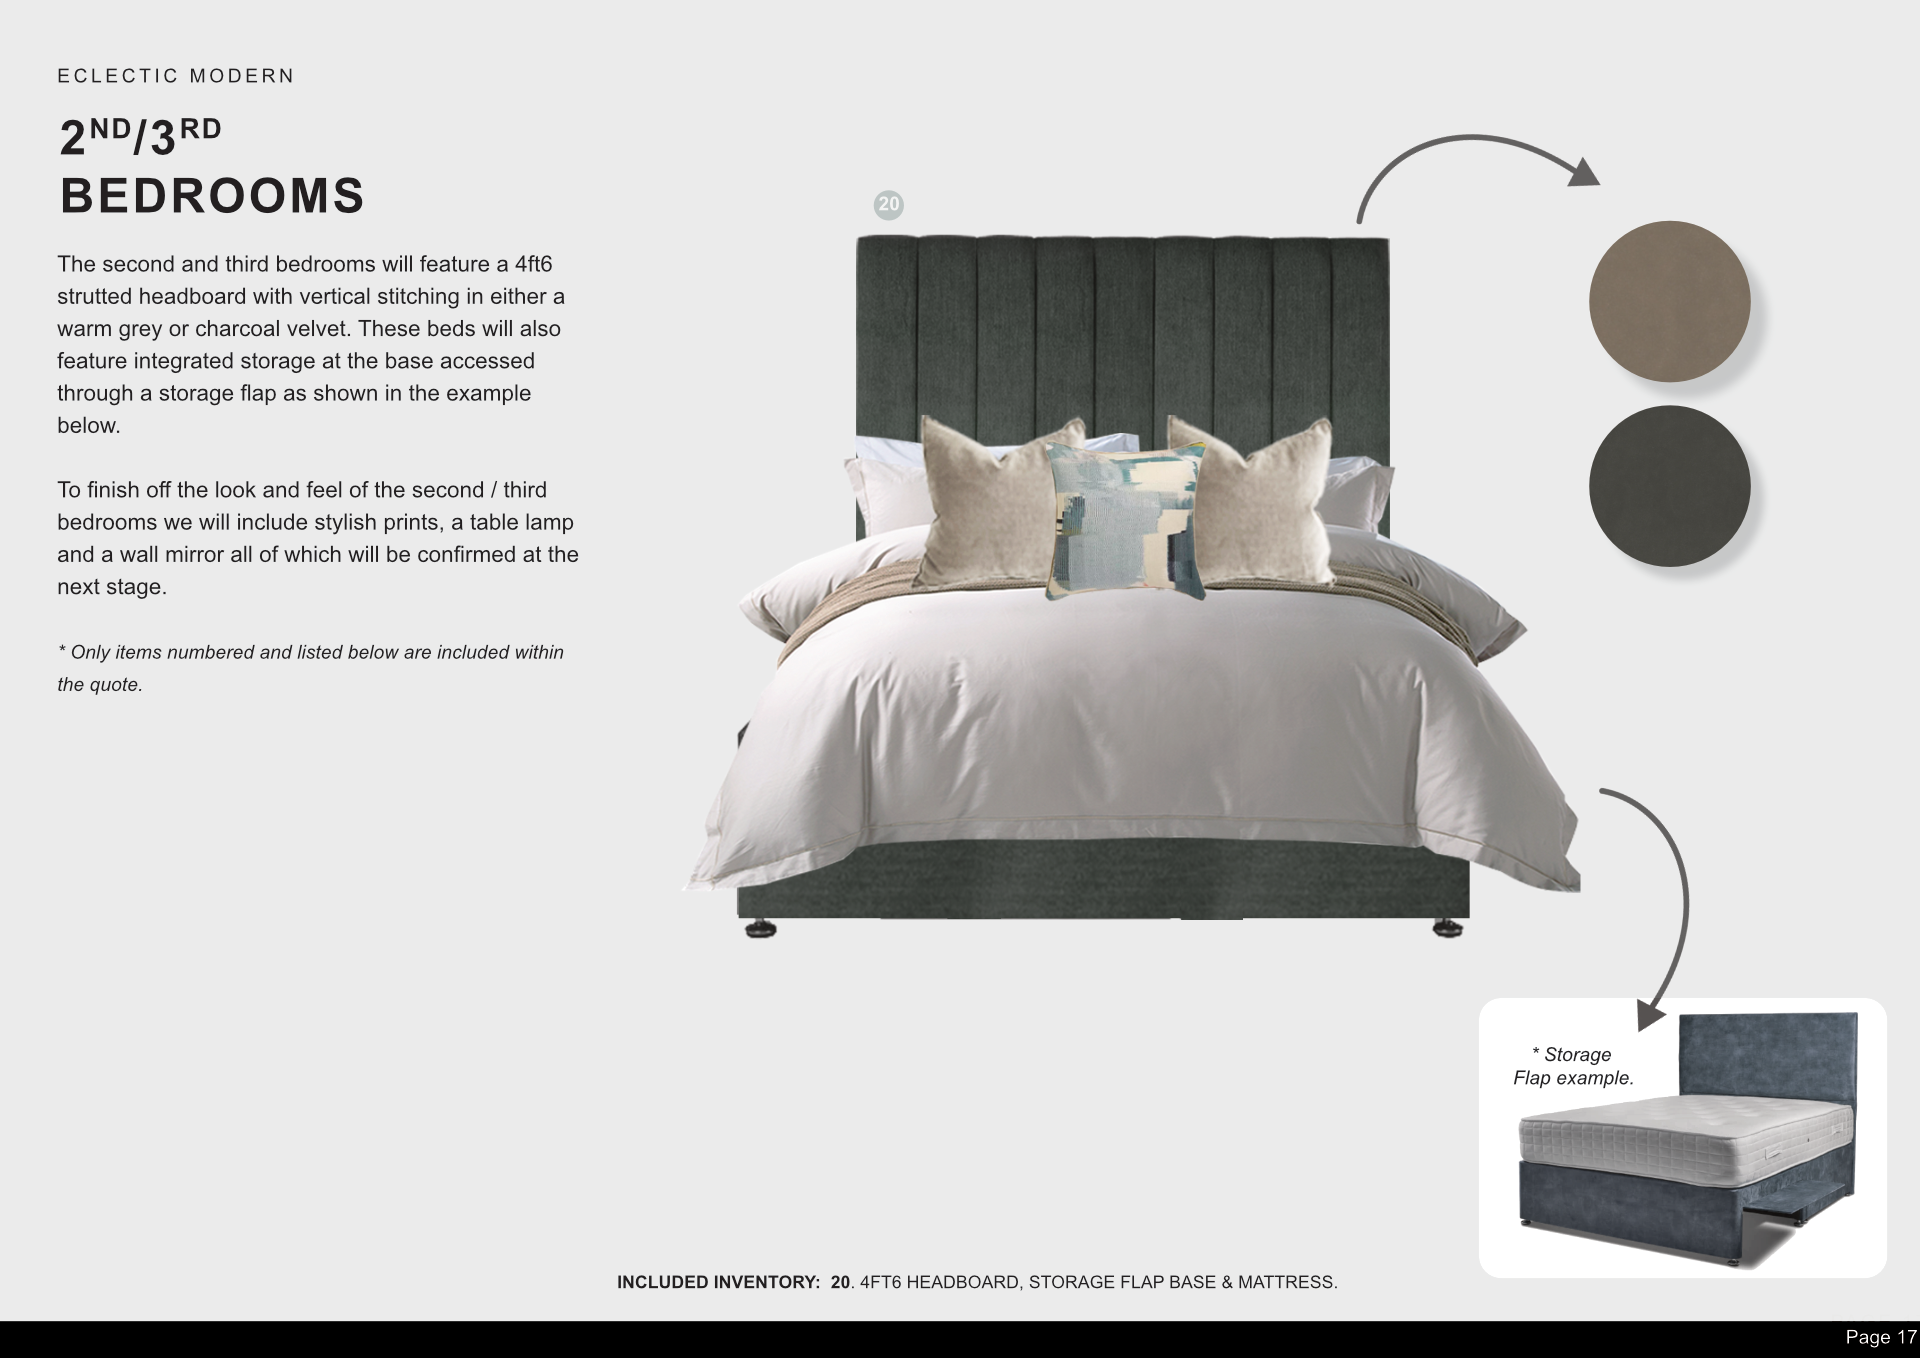 ECLECTIC MODERN
2ND/3RD
BEDROOMS
The second and third bedrooms will feature a 4ft6
strutted headboard with vertical stitching in either a
warm grey or charcoal velvet. These beds will also
feature integrated storage at the base accessed
through a storage flap as shown in the example
below.
To finish off the look and feel of the second / third
bedrooms we will include stylish prints, a table lamp
and a wall mirror all of which will be confirmed at the
next stage.
* Only items numbered and listed below are included within
the quote.
20
* Storage
Flap example.
INCLUDED INVENTORY: 20. 4FT6 HEADBOARD, STORAGE FLAP BASE & MATTRESS.
Page 17